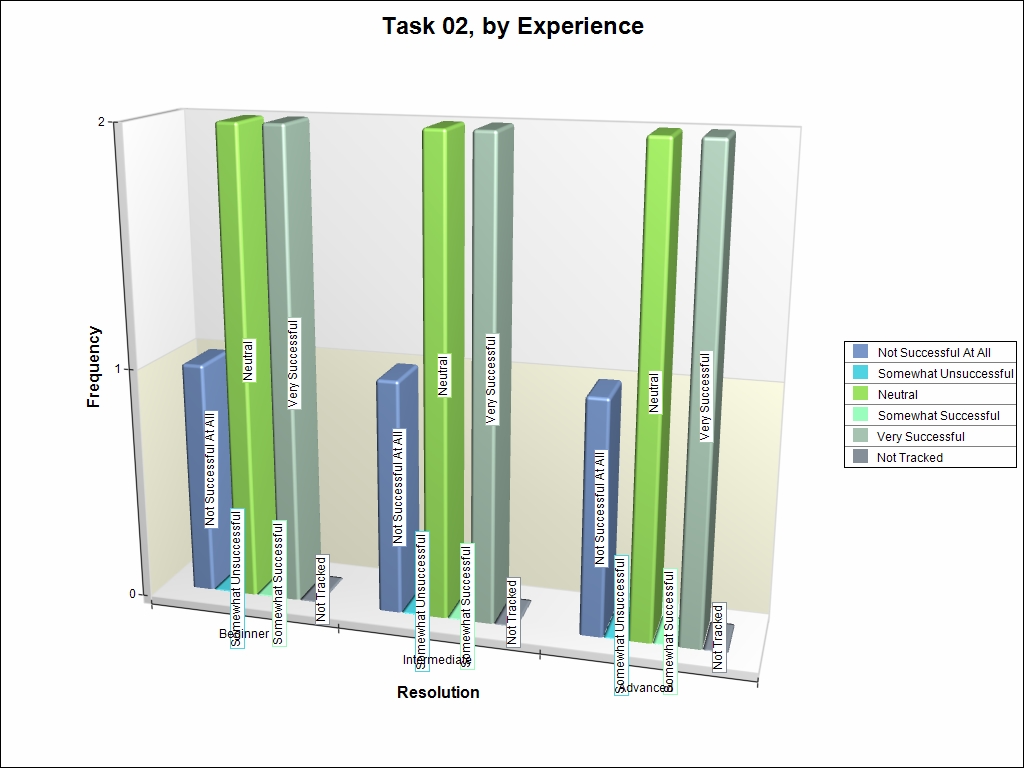 Task 02, by Experience
2
1
0
Frequency
Not Successful At All
Somewhat Unsuccessful
Neutral
Somewhat Successful
Very Successful
Not Tracked
Not Successful At All
Somewhat Unsuccessful
Neutral
Somewhat Successful
Very Successful
Not Tracked
Not Successful At All
Somewhat Unsuccessful
Neutral
Somewhat Successful
Very Successful
Not Tracked
Beginner
Intermediate
Advanced
Resolution
Not Successful At All
Somewhat Unsuccessful
Neutral
Somewhat Successful
Very Successful
Not Tracked